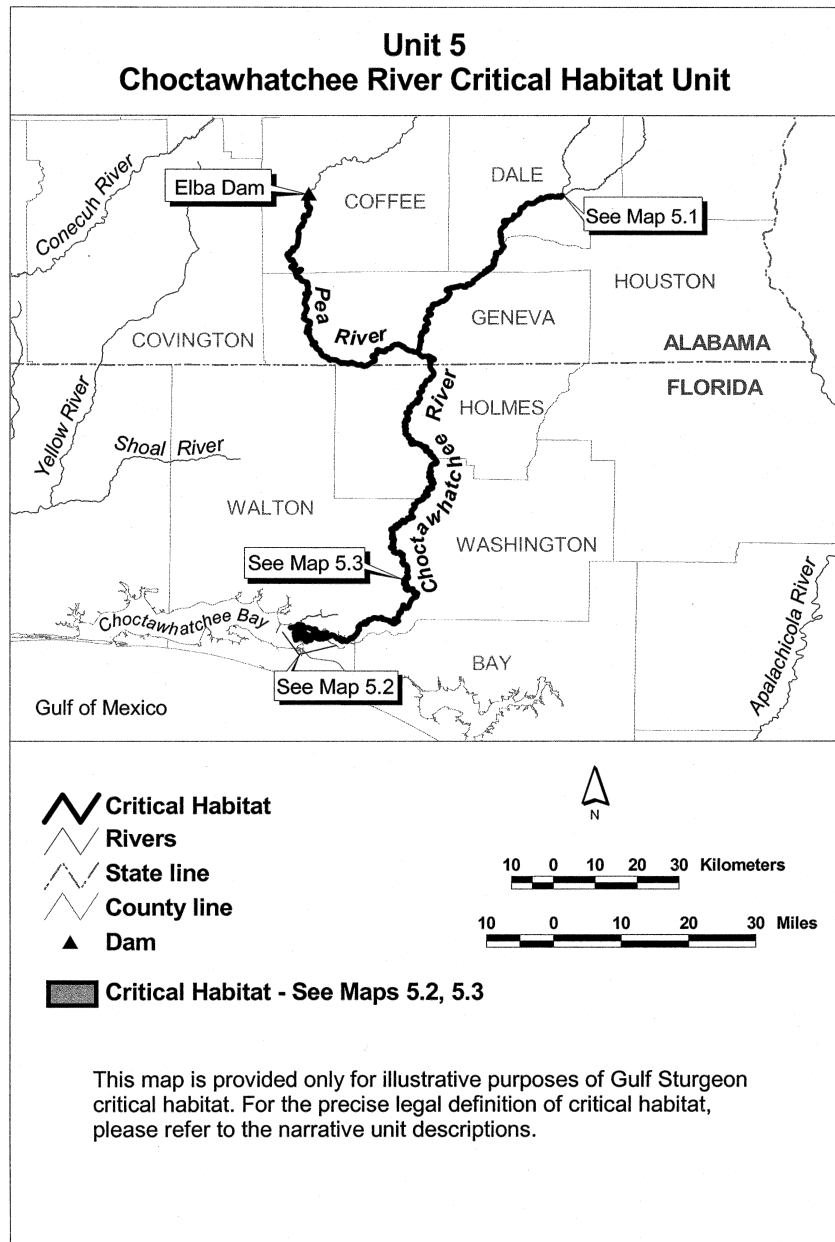 Unit 5
Choctawhatchee River Critical Habitat Unit
Conecuh River
Elba Dam
COFFEE
DALE
See Map 5.1
HOUSTON
Pea River
GENEVA
COVINGTON
ALABAMA
FLORIDA
Yellow River
Shoal River
HOLMES
Choctawhatchee River
WALTON
WASHINGTON
See Map 5.3
Choctawhatchee Bay
Apalachicola River
BAY
See Map 5.2
Gulf of Mexico
Critical Habitat
Rivers
State line
County line
Dam
Critical Habitat - See Maps 5.2, 5.3
N
10 0 10 20 30 Kilometers
10 0 10 20 30 Miles
This map is provided only for illustrative purposes of Gulf Sturgeon
critical habitat. For the precise legal definition of critical habitat,
please refer to the narrative unit descriptions.